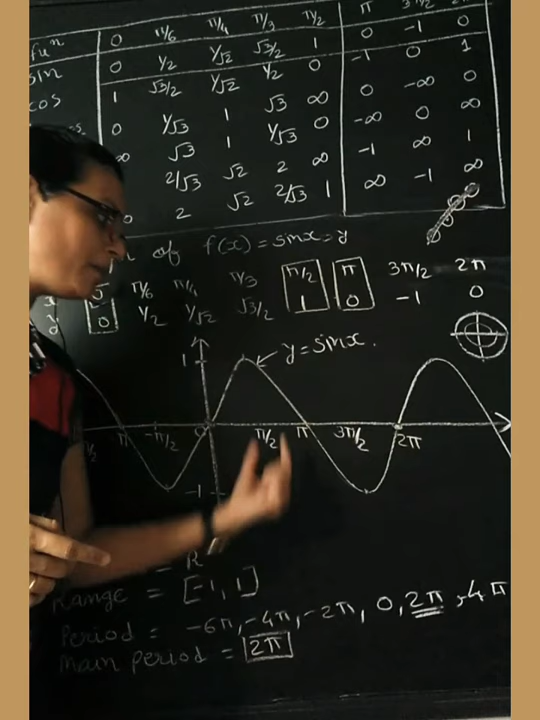 fuⁿ 0 π/6 π/4 π/3 π/2 π 3π/2 0
sin 0 1/2 1/√2 √3/2 1 0 -1 0
cos 1 √3/2 1/√2 1/2 0 -1 0 1
0 1/√3 1 √3 ∞ 0 -∞ 0
∞ √3 1 1/√3 0 -∞ 0 ∞
2/√3 √2 2 ∞ -1 ∞ 1
2 √2 2/√3 1 ∞ -1 ∞
of f(x) = sinx = y
π/6 π/4 π/3 π/2 π 3π/2 2π
y 0 1/2 1/√2 √3/2 1 0 -1 0
1 y = sinx.
π -π/2 0 π/2 π 3π/2 2π
-1
R
Range = [-1, 1]
Period = -6π, -4π, -2π, 0, 2π, 4π
Main period = 2π